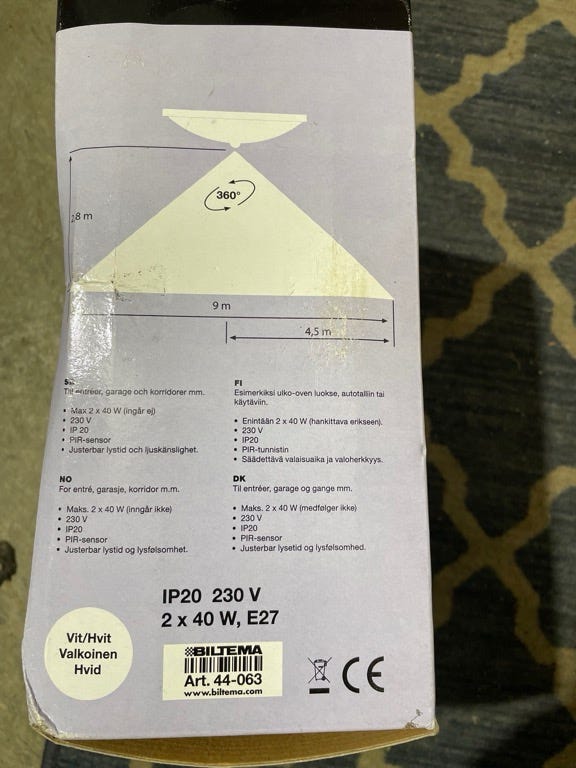 360°
2,8 m
9 m
4,5 m
SE
Till entréer, garage och korridorer mm.
• Max 2 x 40 W (ingår ej)
• 230 V
• IP 20
• PIR-sensor
• Justerbar lystid och ljuskänslighet.
FI
Esimerkiksi ulko-oven luokse, autotalliin tai
käytäviin.
• Enintään 2 x 40 W (hankittava erikseen).
• 230 V
• IP20
• PIR-tunnistin
• Säädettävä valaisuaika ja valoherkkyys.
NO
For entré, garasje, korridor m.m.
• Maks. 2 x 40 W (inngår ikke)
• 230 V
• IP20
• PIR-sensor
• Justerbar lystid og lysfølsomhet.
DK
Til entréer, garage og gange mm.
• Maks. 2 x 40 W (medfølger ikke)
• 230 V
• IP20
• PIR-sensor
• Justerbar lysetid og lysfølsomhed.
IP20 230 V
2 x 40 W, E27
Vit/Hvit
Valkoinen
Hvid
BILTEMA
Art. 44-063
www.biltema.com
CE